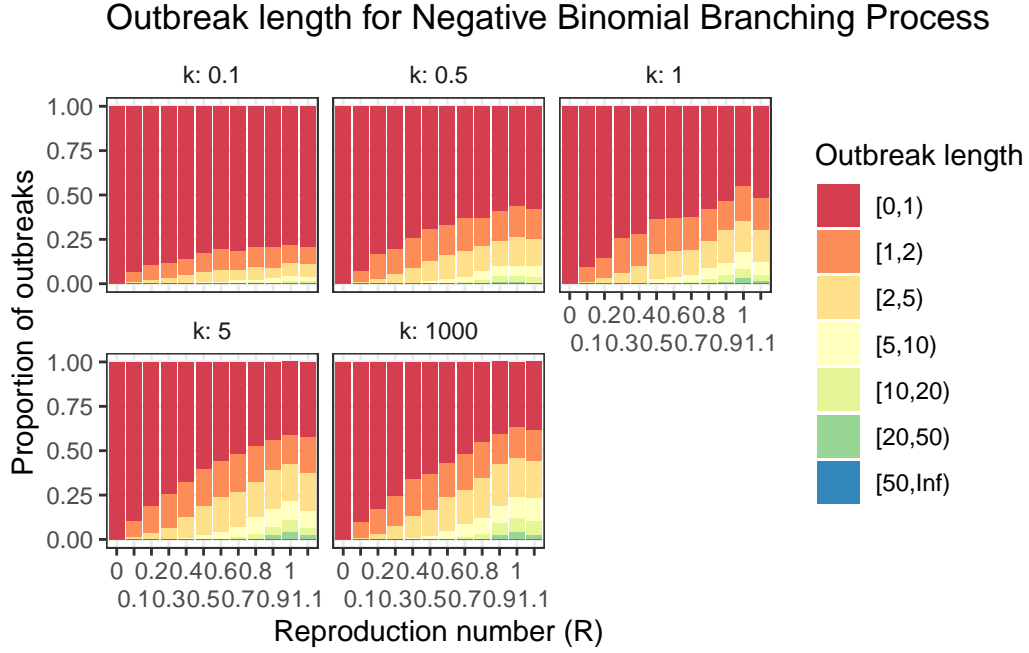 Outbreak length for Negative Binomial Branching Process
k: 0.1
k: 0.5
k: 1
Proportion of outbreaks
1.00
0.75
0.50
0.25
0.00
0 0.2 0.4 0.6 0.8 1
0.1 0.3 0.5 0.7 0.9 1.1
k: 5
k: 1000
1.00
0.75
0.50
0.25
0.00
0 0.2 0.4 0.6 0.8 1
0.1 0.3 0.5 0.7 0.9 1.1
0 0.2 0.4 0.6 0.8 1
0.1 0.3 0.5 0.7 0.9 1.1
Reproduction number (R)
Outbreak length
[0,1)
[1,2)
[2,5)
[5,10)
[10,20)
[20,50)
[50,Inf)